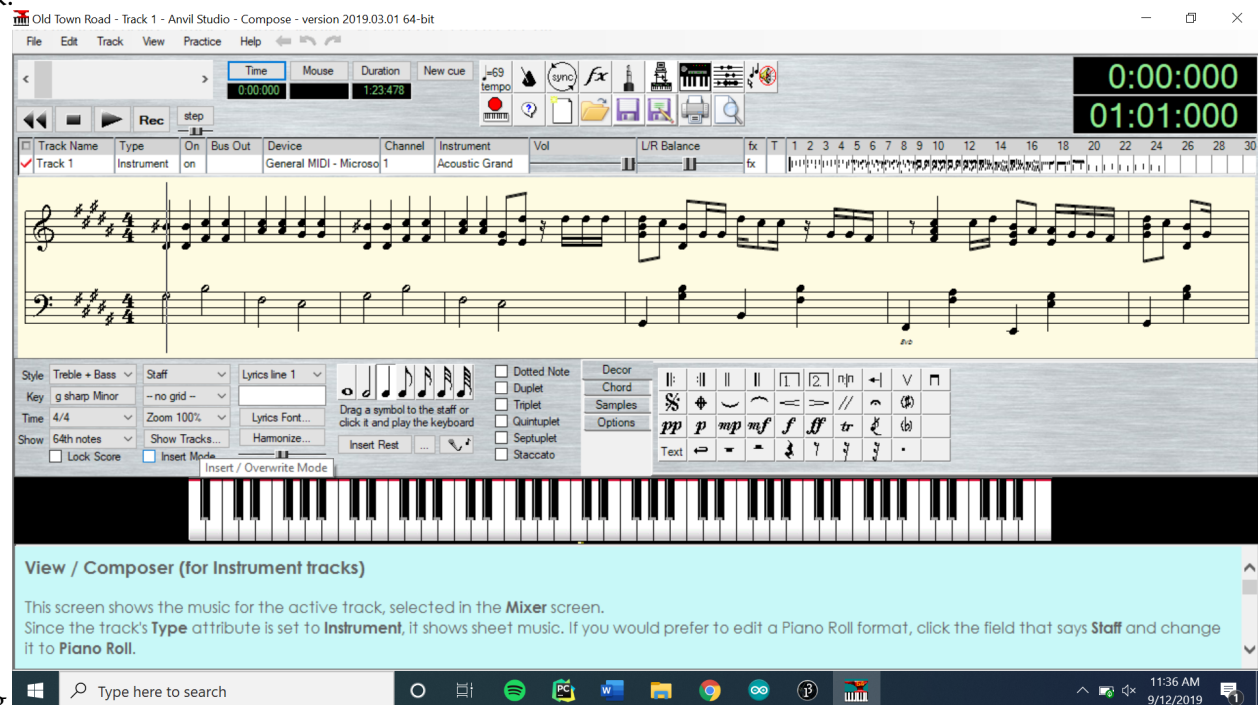 Old Town Road - Track 1 - Anvil Studio - Compose - version 2019.03.01 64-bit
File Edit Track View Practice Help
Time Mouse Duration New cue
0:00:000 1:23:478
=69
tempo
sync
fx
0:00:000
01:01:000
Rec
step
Track Name Type On Bus Out Device Channel Instrument Vol L/R Balance fx T 1 2 3 4 5 6 7 8 9 10 12 14 16 18 20 22 24 26 28 30
Track 1 Instrument on General MIDI - Microso 1 Acoustic Grand fx
4 4
4 4
8vb
Style Treble + Bass Staff Lyrics line 1
Key g sharp Minor -- no grid --
Time 4/4 Zoom 100% Lyrics Font...
Show 64th notes Show Tracks... Harmonize...
Lock Score Insert Mode
Insert / Overwrite Mode
Drag a symbol to the staff or
click it and play the keyboard
Insert Rest ...
Dotted Note
Duplet
Triplet
Quintuplet
Septuplet
Staccato
Decor
Chord
Samples
Options
1. 2.
pp p mp mf f ff tr (b)
Text
View / Composer (for Instrument tracks)
This screen shows the music for the active track, selected in the Mixer screen.
Since the track's Type attribute is set to Instrument, it shows sheet music. If you would prefer to edit a Piano Roll format, click the field that says Staff and change
it to Piano Roll.
Type here to search
PC
W
11:36 AM
9/12/2019
1